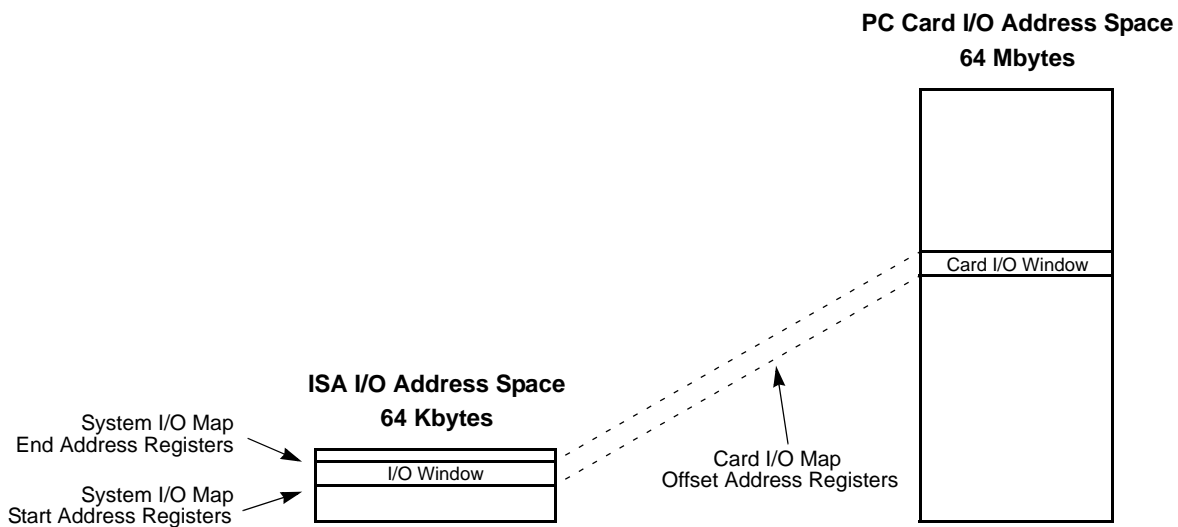 PC Card I/O Address Space
64 Mbytes
Card I/O Window
ISA I/O Address Space
64 Kbytes
System I/O Map
End Address Registers
I/O Window
System I/O Map
Start Address Registers
Card I/O Map
Offset Address Registers